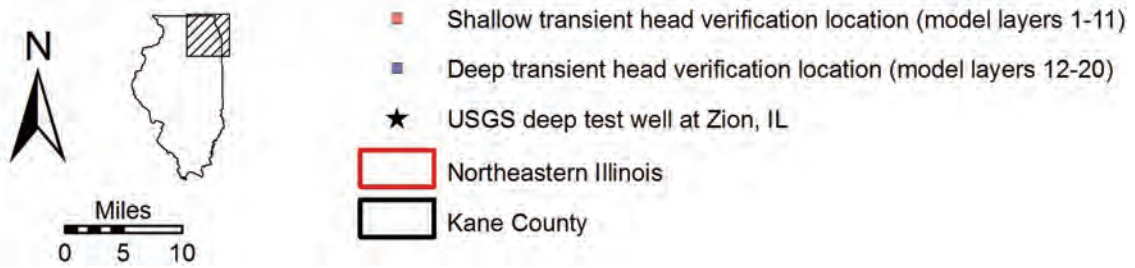 N
Miles
0 5 10
Shallow transient head verification location (model layers 1-11)
Deep transient head verification location (model layers 12-20)
USGS deep test well at Zion, IL
Northeastern Illinois
Kane County